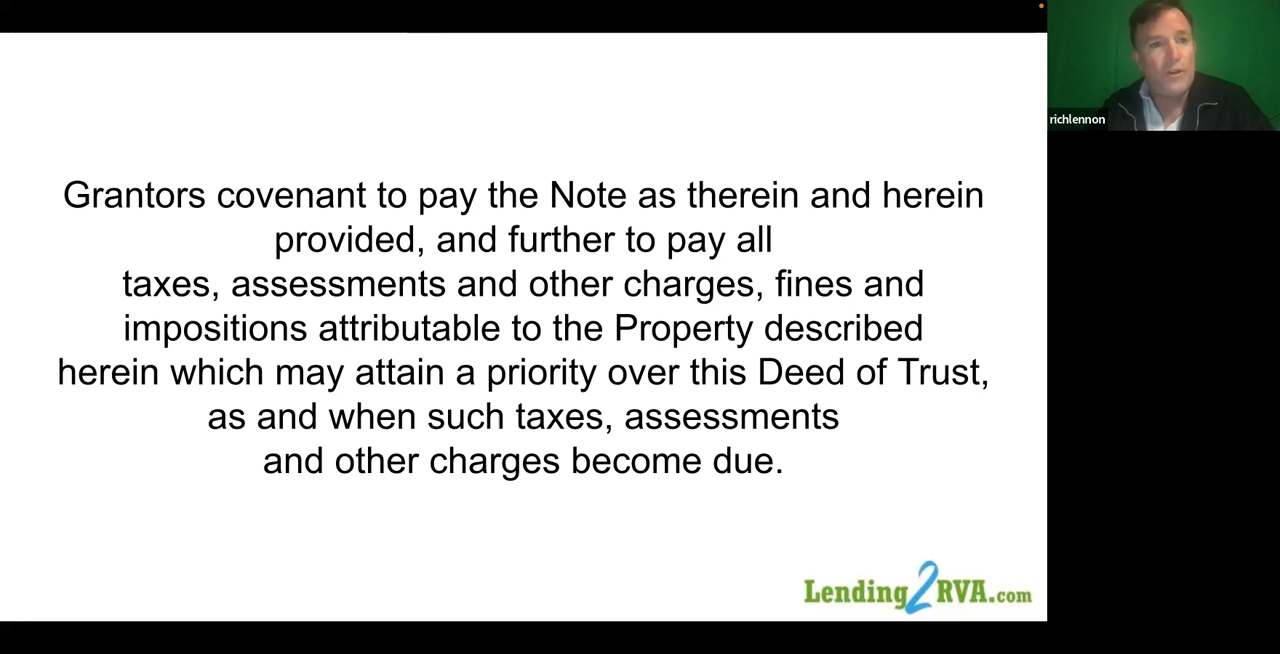 Grantors covenant to pay the Note as therein and herein
provided, and further to pay all
taxes, assessments and other charges, fines and
impositions attributable to the Property described
herein which may attain a priority over this Deed of Trust,
as and when such taxes, assessments
and other charges become due.
Lending2RVA.com
richlennon